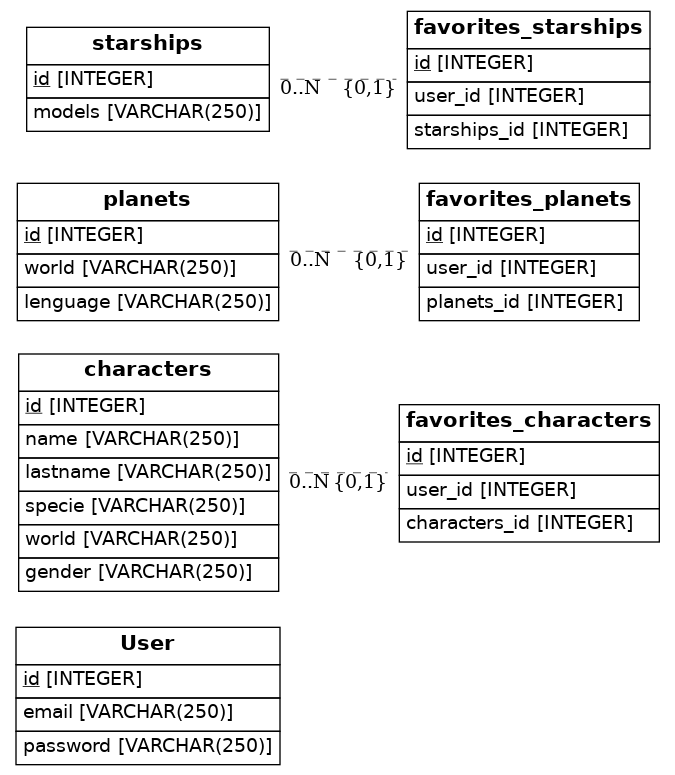 starships
id [INTEGER]
models [VARCHAR(250)]
0..N {0,1}
favorites_starships
id [INTEGER]
user_id [INTEGER]
starships_id [INTEGER]
planets
id [INTEGER]
world [VARCHAR(250)]
lenguage [VARCHAR(250)]
0..N {0,1}
favorites_planets
id [INTEGER]
user_id [INTEGER]
planets_id [INTEGER]
characters
id [INTEGER]
name [VARCHAR(250)]
lastname [VARCHAR(250)]
specie [VARCHAR(250)]
world [VARCHAR(250)]
gender [VARCHAR(250)]
0..N {0,1}
favorites_characters
id [INTEGER]
user_id [INTEGER]
characters_id [INTEGER]
User
id [INTEGER]
email [VARCHAR(250)]
password [VARCHAR(250)]